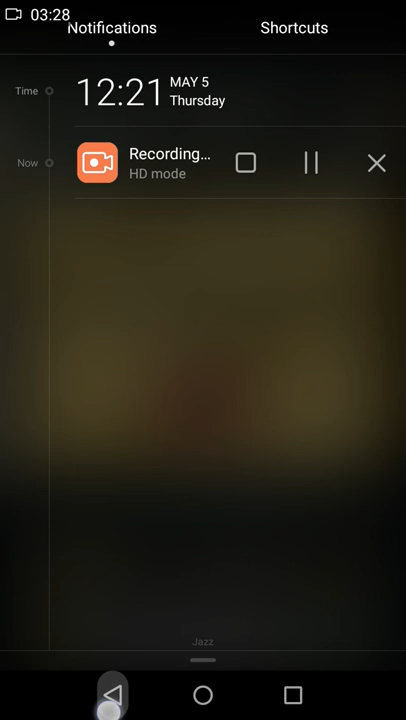 03:28
Notifications
Shortcuts
Time
12:21
MAY 5
Thursday
Now
Recording...
HD mode
Jazz